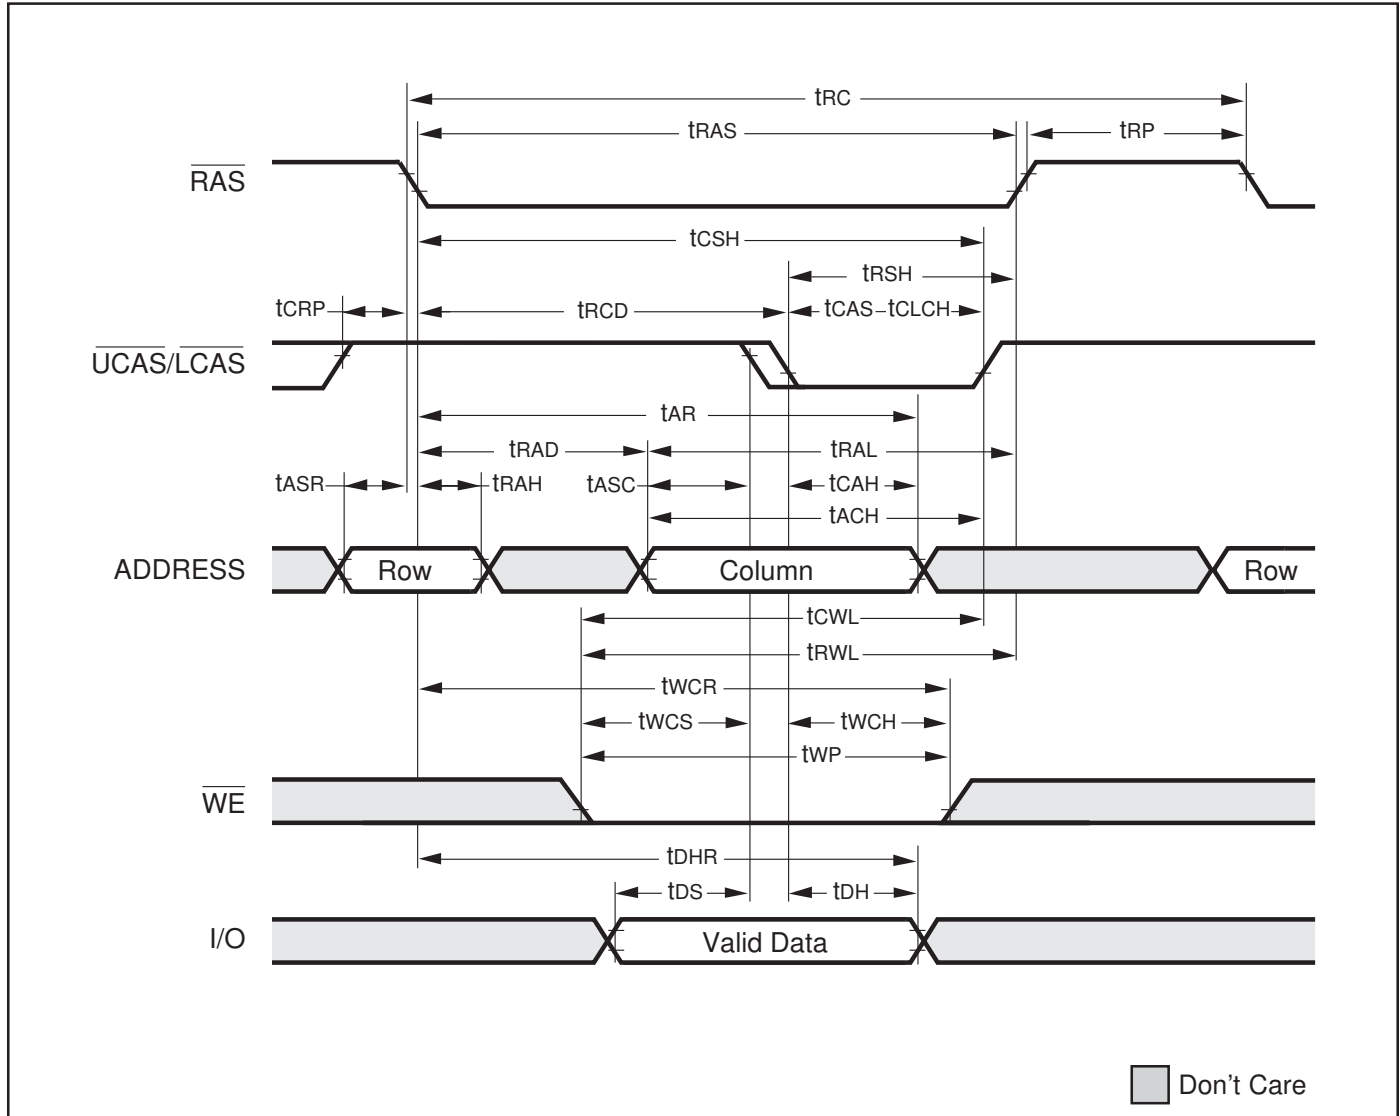 tRC
tRAS
tRP
RAS
tCSH
tRSH
tCRP
tRCD
tCAS–tCLCH
UCAS/LCAS
tAR
tRAD
tRAL
tASR
tRAH
tASC
tCAH
tACH
ADDRESS
Row
Column
Row
tCWL
tRWL
tWCR
tWCS
tWCH
tWP
WE
tDHR
tDS
tDH
I/O
Valid Data
Don't Care